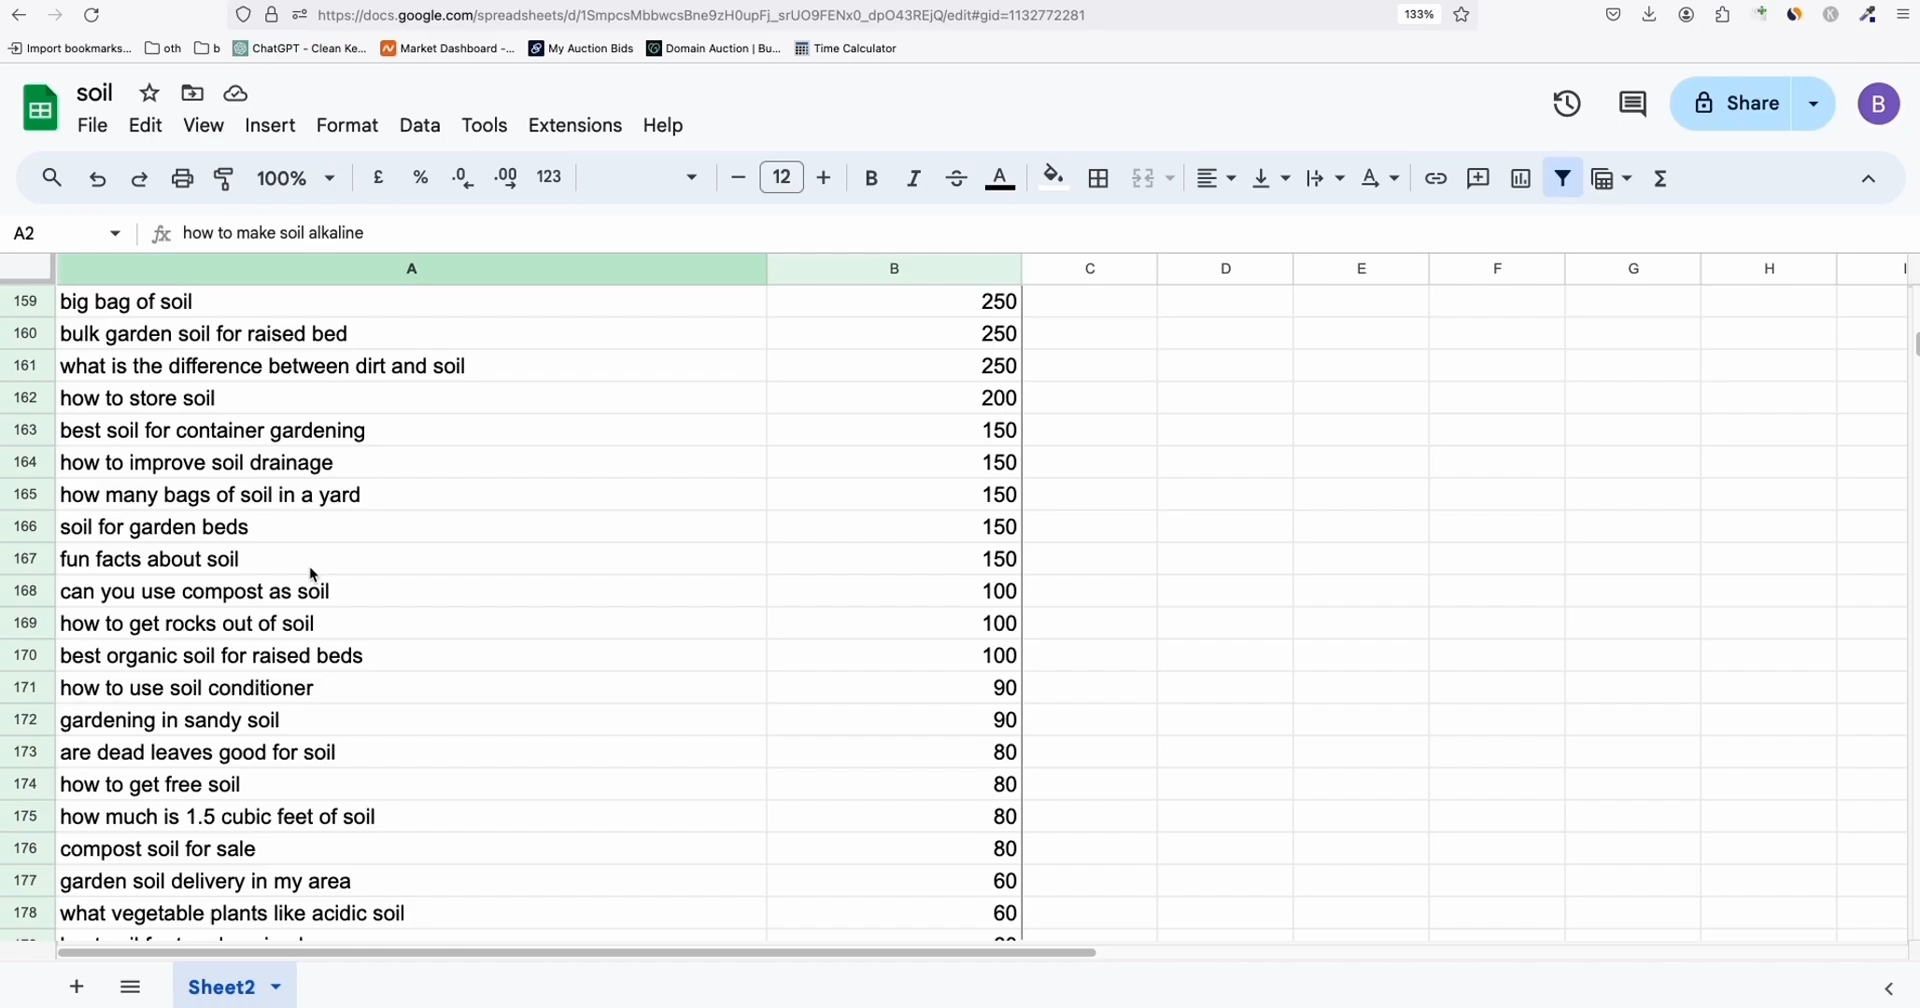 https://docs.google.com/spreadsheets/d/1SmpcsMbbwcsBne9zH0upFj_srUO9FENx0_dpO43REjQ/edit#gid=1132772281
133%
Import bookmarks...
oth
b
ChatGPT - Clean Ke...
Market Dashboard -...
My Auction Bids
Domain Auction | Bu...
Time Calculator
soil
Share
B
File Edit View Insert Format Data Tools Extensions Help
100% £ % .0 .00 123 12 B I A
A2 fx how to make soil alkaline
A B C D E F G H I
159 big bag of soil 250
160 bulk garden soil for raised bed 250
161 what is the difference between dirt and soil 250
162 how to store soil 200
163 best soil for container gardening 150
164 how to improve soil drainage 150
165 how many bags of soil in a yard 150
166 soil for garden beds 150
167 fun facts about soil 150
168 can you use compost as soil 100
169 how to get rocks out of soil 100
170 best organic soil for raised beds 100
171 how to use soil conditioner 90
172 gardening in sandy soil 90
173 are dead leaves good for soil 80
174 how to get free soil 80
175 how much is 1.5 cubic feet of soil 80
176 compost soil for sale 80
177 garden soil delivery in my area 60
178 what vegetable plants like acidic soil 60
Sheet2